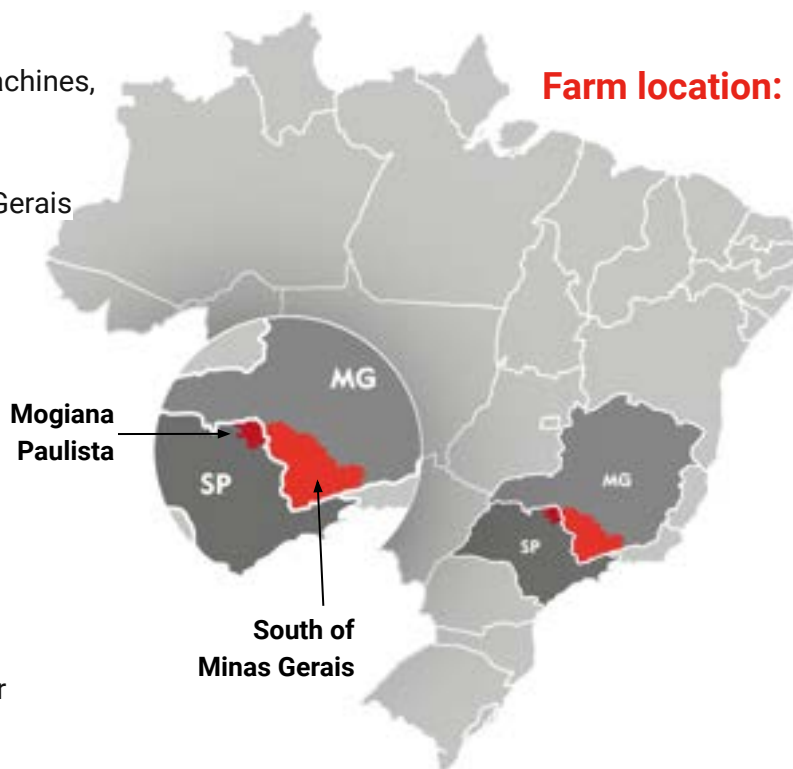 achines,
Farm location:
Gerais
MG
Mogiana
Paulista
SP
MG
SP
South of
Minas Gerais
r